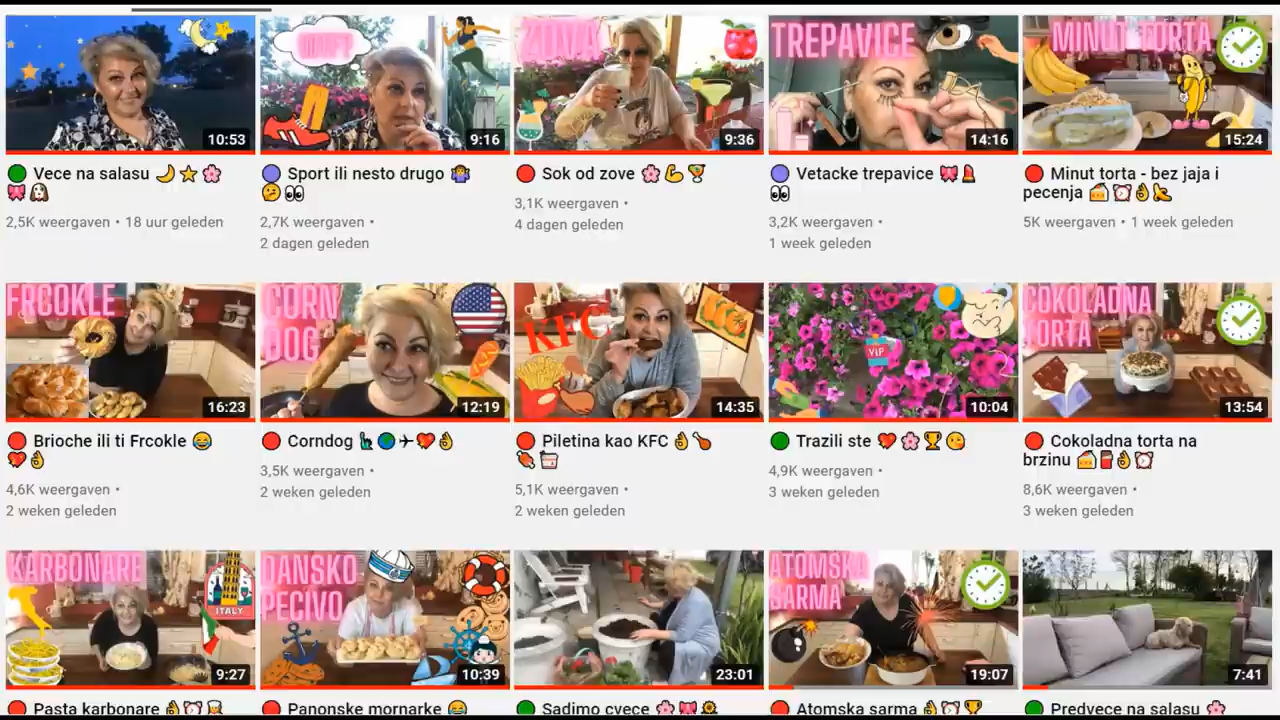 10:53
9:16
ZOVA
9:36
TREPAVICE
14:16
MINUT TORTA
15:24
Vece na salasu
2,5K weergaven • 18 uur geleden
Sport ili nesto drugo
2,7K weergaven •
2 dagen geleden
Sok od zove
3,1K weergaven •
4 dagen geleden
Vetacke trepavice
3,2K weergaven •
1 week geleden
Minut torta - bez jaja i
pecenja
5K weergaven • 1 week geleden
FRCOKLE
16:23
CORN
DOG
12:19
KFC
14:35
VIP
10:04
COKOLADNA
TORTA
13:54
Brioche ili ti Frcokle
4,6K weergaven •
2 weken geleden
Corndog
3,5K weergaven •
2 weken geleden
Piletina kao KFC
5,1K weergaven •
2 weken geleden
Trazili ste
4,9K weergaven •
3 weken geleden
Cokoladna torta na
brzinu
8,6K weergaven •
3 weken geleden
KARBONARE
ITALY
9:27
DANSKO
PECIVO
10:39
23:01
ATOMSKA
SARMA
19:07
7:41
Pasta karbonare
Panonske mornarke
Sadimo cvece
Atomska sarma
Predvece na salasu